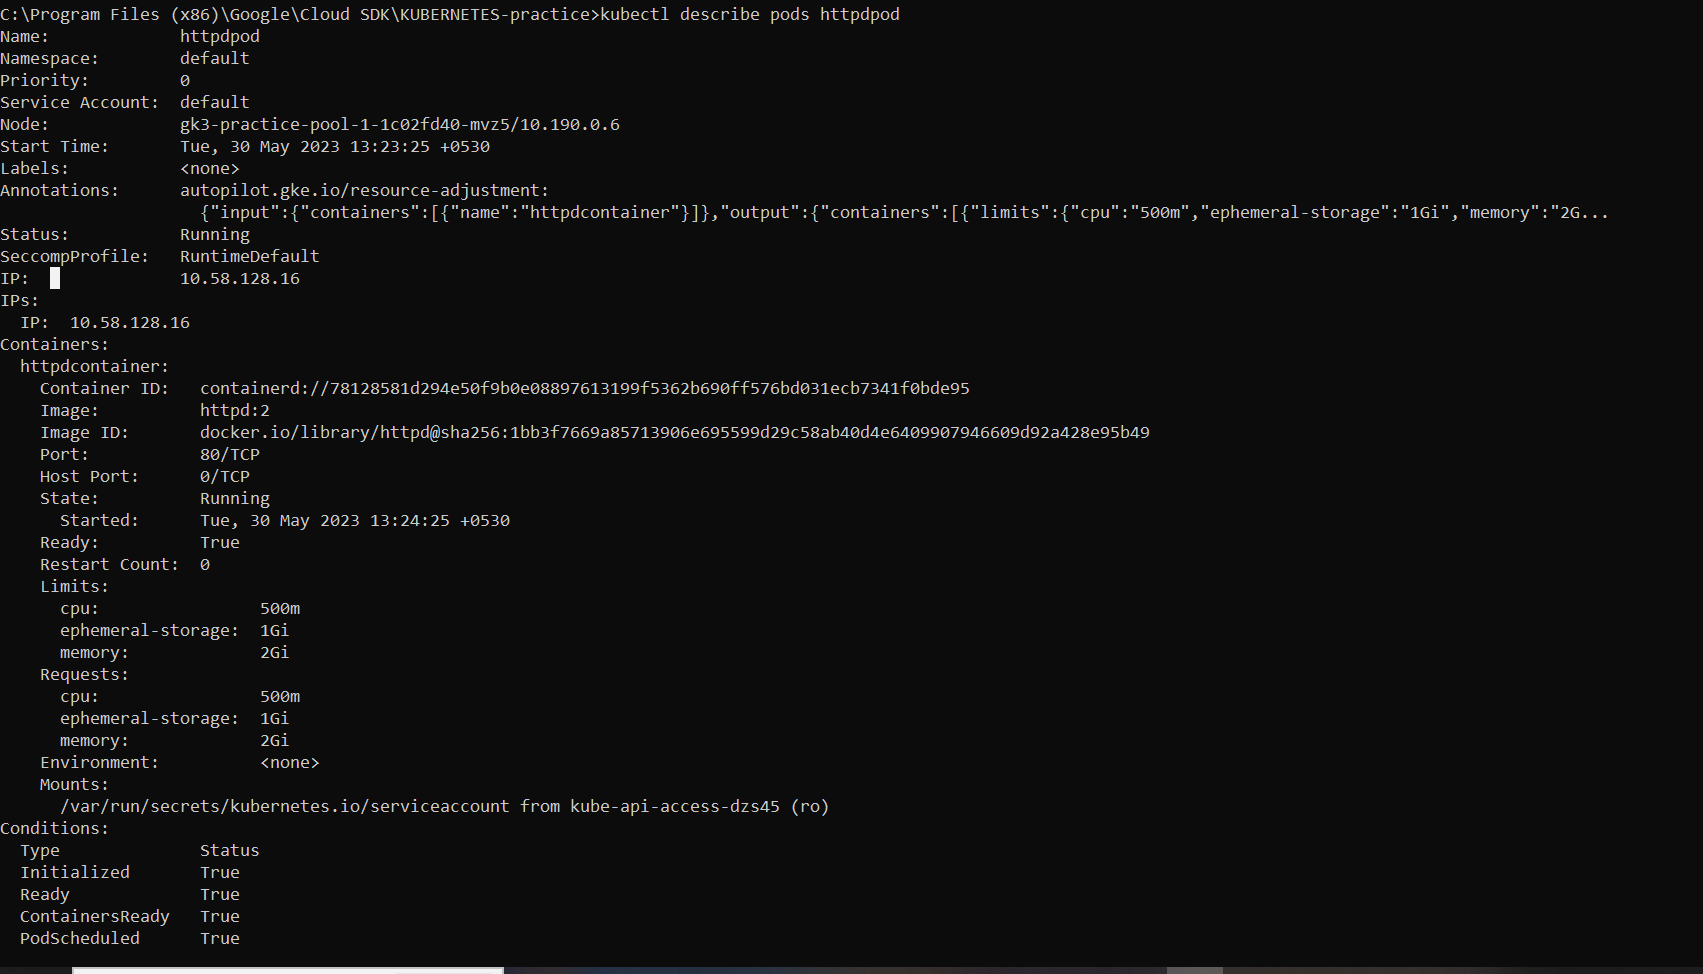 C:\Program Files (x86)\Google\Cloud SDK\KUBERNETES-practice>kubectl describe pods httpdpod
Name:             httpdpod
Namespace:        default
Priority:         0
Service Account:  default
Node:             gk3-practice-pool-1-1c02fd40-mvz5/10.190.0.6
Start Time:       Tue, 30 May 2023 13:23:25 +0530
Labels:           <none>
Annotations:      autopilot.gke.io/resource-adjustment:
                    {"input":{"containers":[{"name":"httpdcontainer"}]},"output":{"containers":[{"limits":{"cpu":"500m","ephemeral-storage":"1Gi","memory":"2G...
Status:           Running
SeccompProfile:   RuntimeDefault
IP:               10.58.128.16
IPs:
  IP:  10.58.128.16
Containers:
  httpdcontainer:
    Container ID:   containerd://78128581d294e50f9b0e08897613199f5362b690ff576bd031ecb7341f0bde95
    Image:          httpd:2
    Image ID:       docker.io/library/httpd@sha256:1bb3f7669a85713906e695599d29c58ab40d4e6409907946609d92a428e95b49
    Port:           80/TCP
    Host Port:      0/TCP
    State:          Running
      Started:      Tue, 30 May 2023 13:24:25 +0530
    Ready:          True
    Restart Count:  0
    Limits:
      cpu:                500m
      ephemeral-storage:  1Gi
      memory:             2Gi
    Requests:
      cpu:                500m
      ephemeral-storage:  1Gi
      memory:             2Gi
    Environment:          <none>
    Mounts:
      /var/run/secrets/kubernetes.io/serviceaccount from kube-api-access-dzs45 (ro)
Conditions:
  Type              Status
  Initialized       True
  Ready             True
  ContainersReady   True
  PodScheduled      True